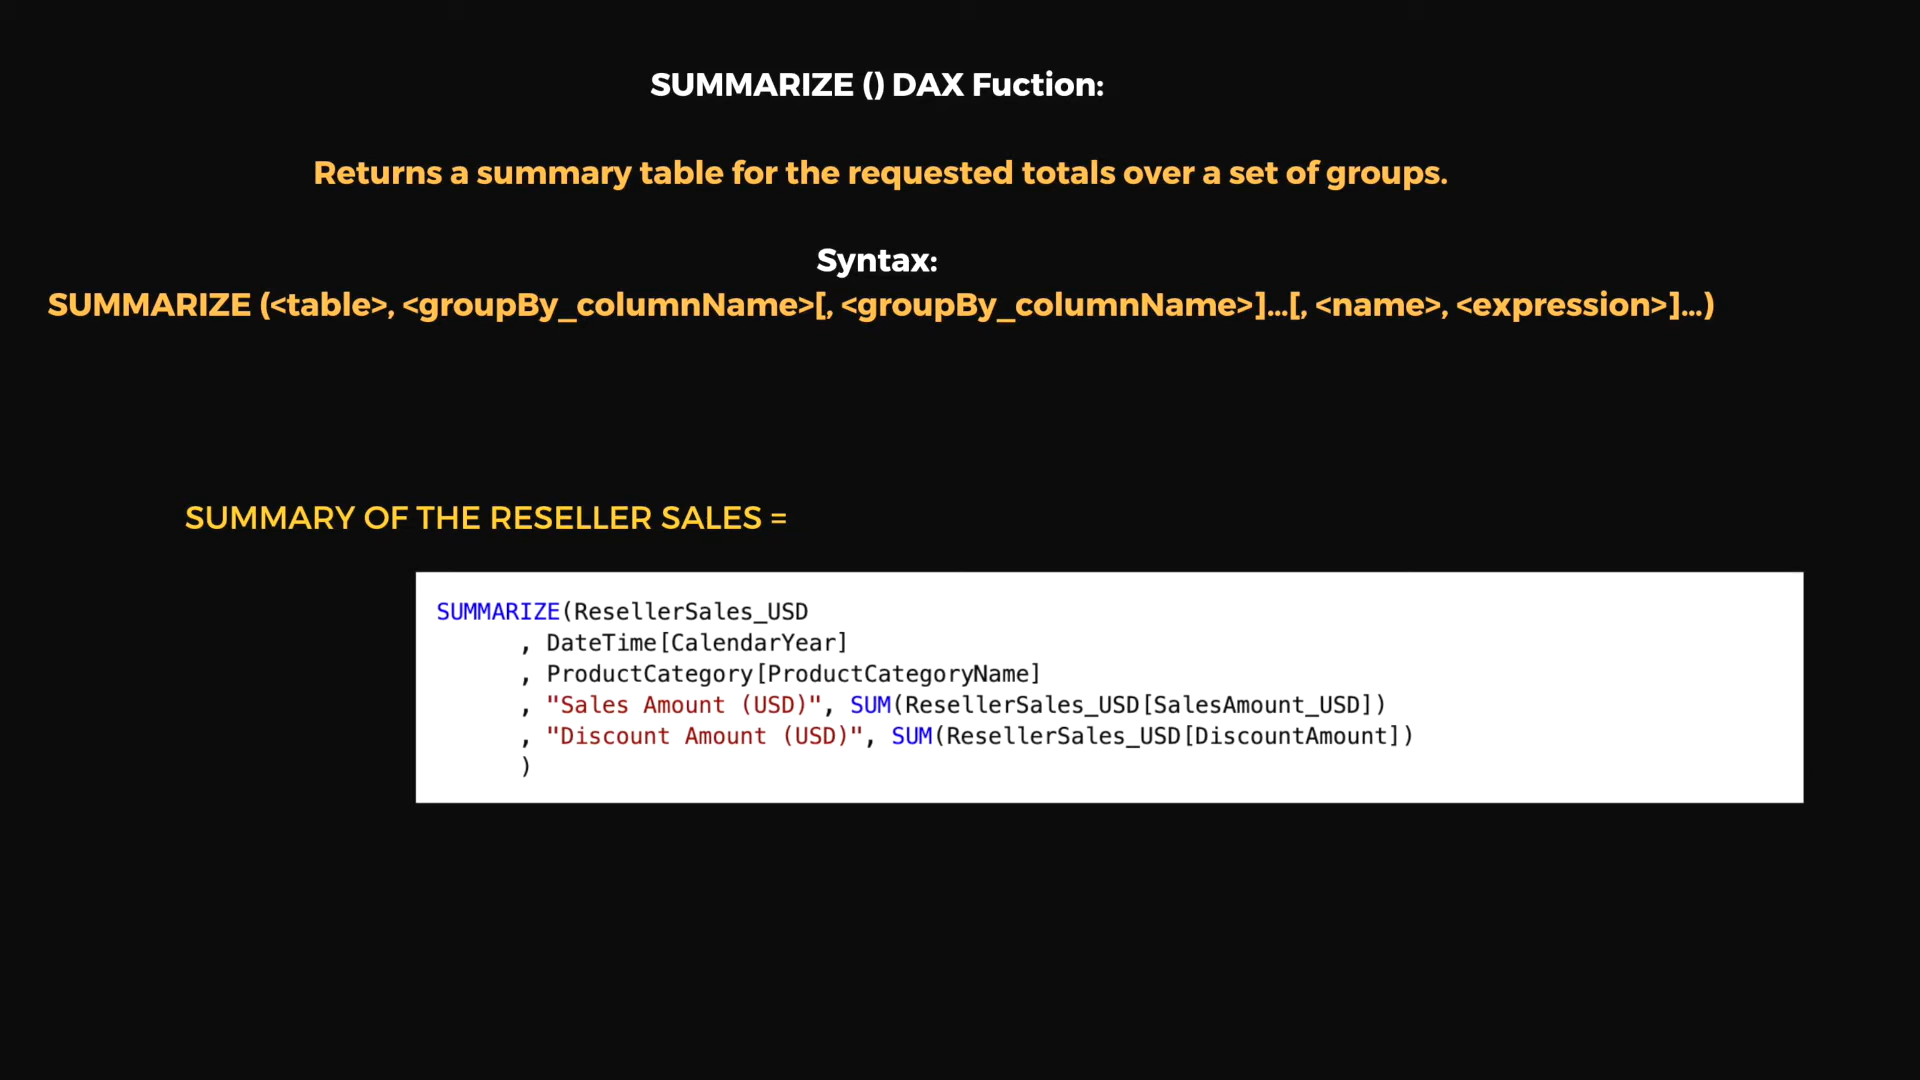 SUMMARIZE () DAX Fuction:
Returns a summary table for the requested totals over a set of groups.
Syntax:
SUMMARIZE (<table>, <groupBy_columnName>[, <groupBy_columnName>]...[, <name>, <expression>]...)
SUMMARY OF THE RESELLER SALES =
SUMMARIZE(ResellerSales_USD
, DateTime[CalendarYear]
, ProductCategory[ProductCategoryName]
, "Sales Amount (USD)", SUM(ResellerSales_USD[SalesAmount_USD])
, "Discount Amount (USD)", SUM(ResellerSales_USD[DiscountAmount])
)